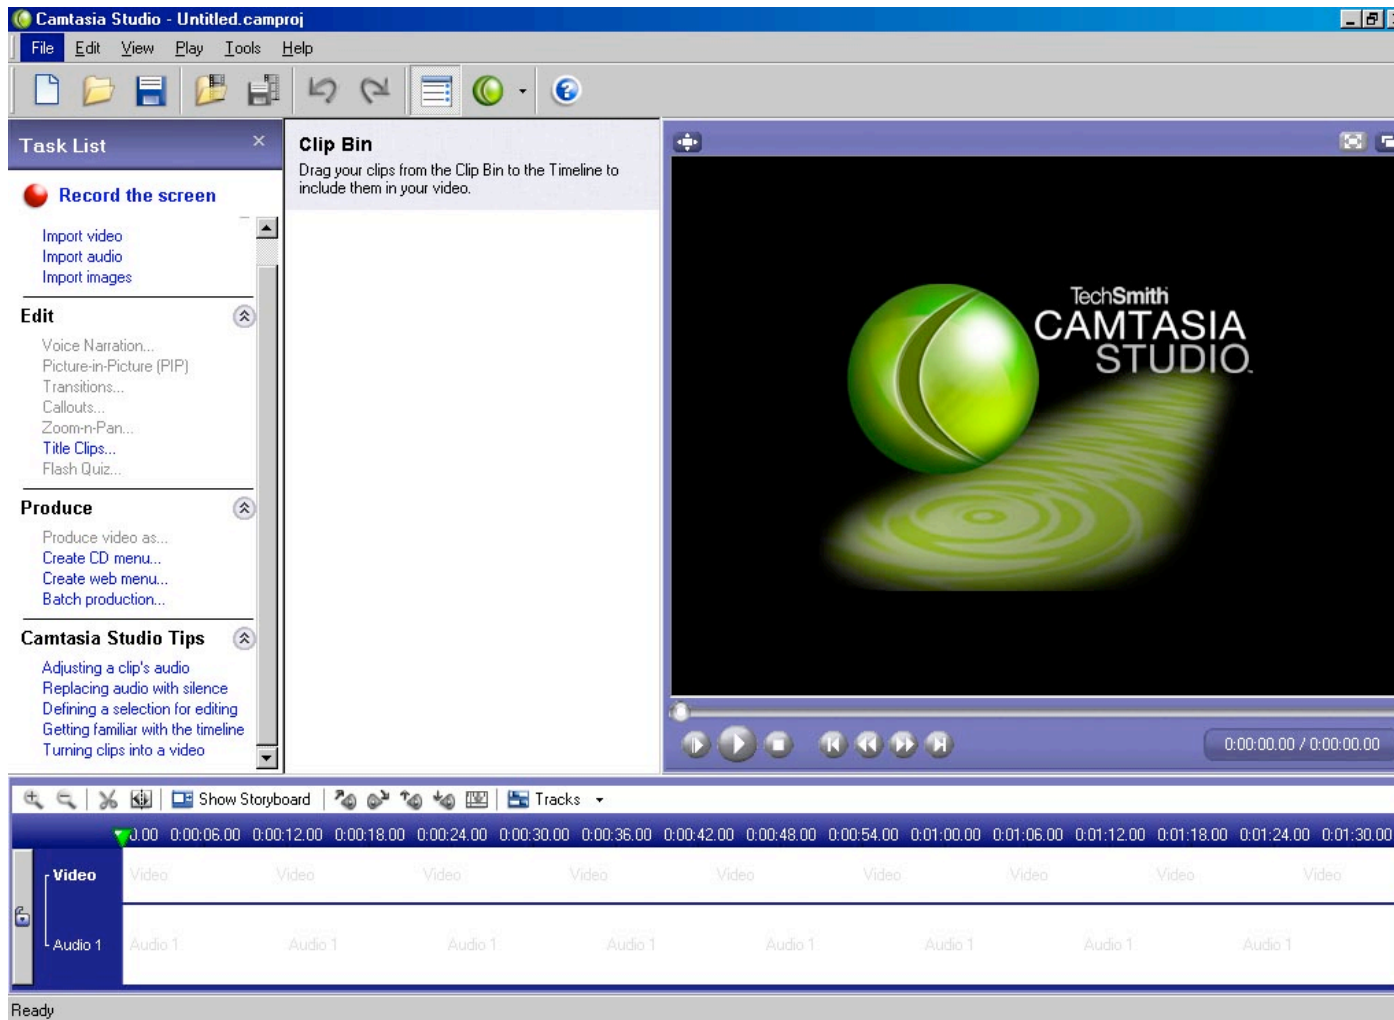 Camtasia Studio - Untitled.camproj
File Edit View Play Tools Help
Task List
Record the screen
Import video
Import audio
Import images
Edit
Voice Narration...
Picture-in-Picture (PIP)
Transitions...
Callouts...
Zoom-n-Pan...
Title Clips...
Flash Quiz...
Produce
Produce video as...
Create CD menu...
Create web menu...
Batch production...
Camtasia Studio Tips
Adjusting a clip's audio
Replacing audio with silence
Defining a selection for editing
Getting familiar with the timeline
Turning clips into a video
Clip Bin
Drag your clips from the Clip Bin to the Timeline to
include them in your video.
TechSmith
CAMTASIA
STUDIO
0:00:00.00 / 0:00:00.00
Show Storyboard Tracks
0:00:06.00 0:00:12.00 0:00:18.00 0:00:24.00 0:00:30.00 0:00:36.00 0:00:42.00 0:00:48.00 0:00:54.00 0:01:00.00 0:01:06.00 0:01:12.00 0:01:18.00 0:01:24.00 0:01:30.00
Video Video Video Video Video Video Video Video Video Video
Audio 1 Audio 1 Audio 1 Audio 1 Audio 1 Audio 1 Audio 1 Audio 1 Audio 1
Ready